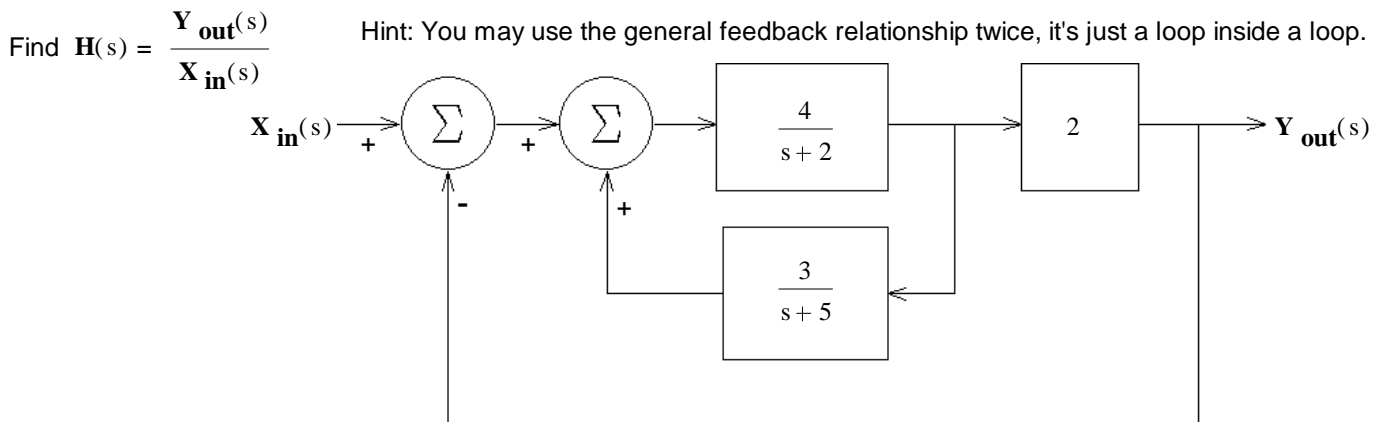 Find H(s) = Y out(s) / X in(s)
Hint: You may use the general feedback relationship twice, it's just a loop inside a loop.
X in(s)
+
Σ
+
Σ
4
s + 2
2
Y out(s)
-
+
3
s + 5